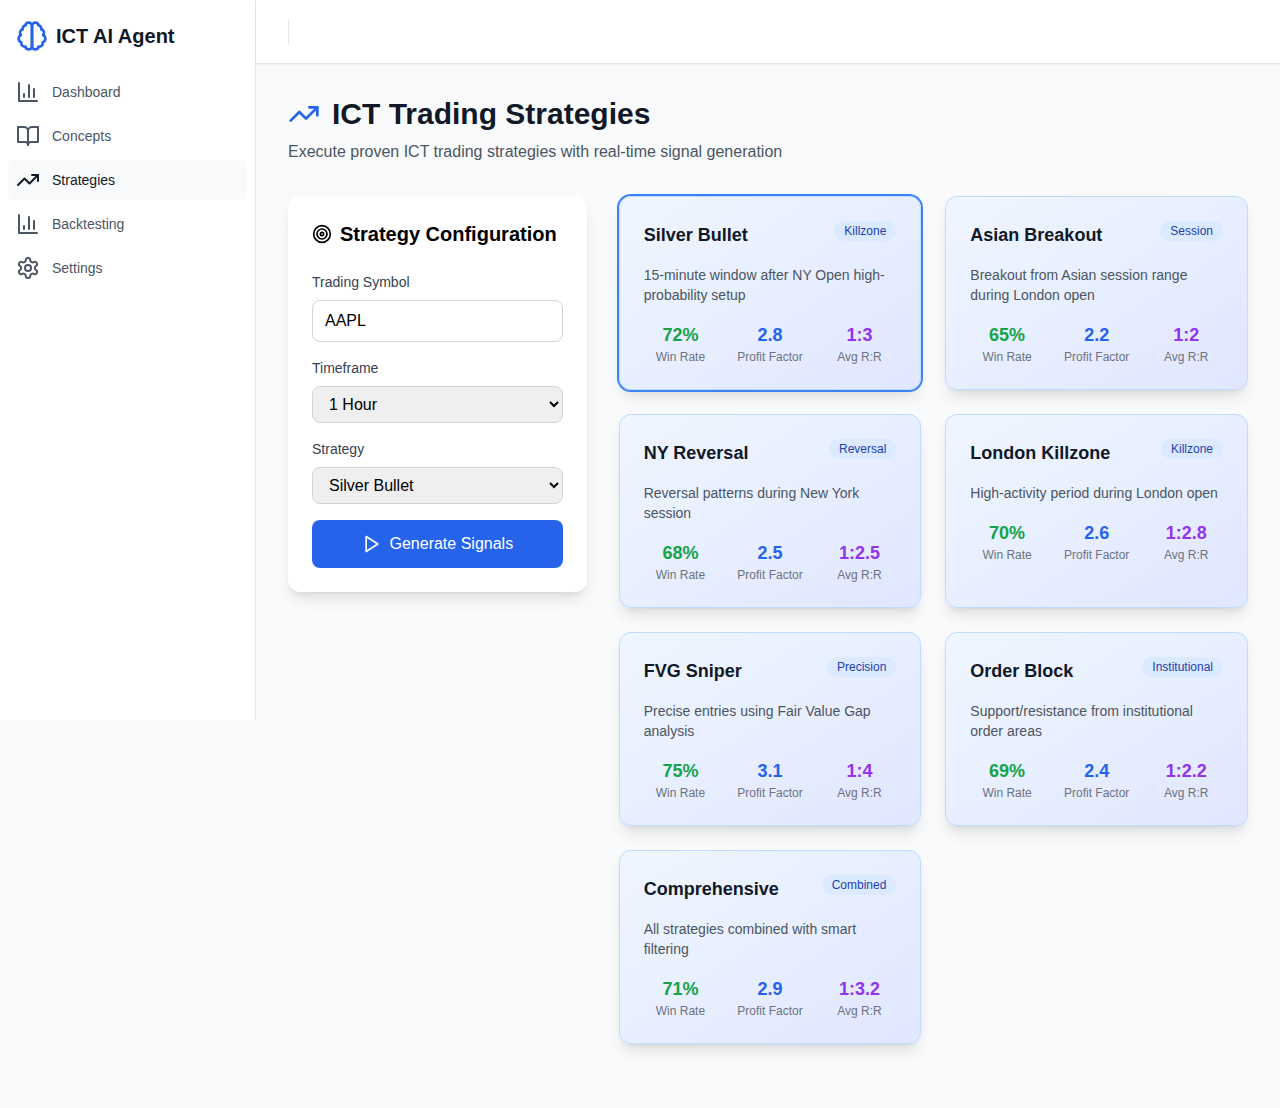 ICT AI Agent
Dashboard
Concepts
Strategies
Backtesting
Settings
ICT Trading Strategies
Execute proven ICT trading strategies with real-time signal generation
Strategy Configuration
Trading Symbol
AAPL
Timeframe
1 Hour
Strategy
Silver Bullet
Generate Signals
Silver Bullet
Killzone
15-minute window after NY Open high-
probability setup
72% 2.8 1:3
Win Rate Profit Factor Avg R:R
Asian Breakout
Session
Breakout from Asian session range
during London open
65% 2.2 1:2
Win Rate Profit Factor Avg R:R
NY Reversal
Reversal
Reversal patterns during New York
session
68% 2.5 1:2.5
Win Rate Profit Factor Avg R:R
London Killzone
Killzone
High-activity period during London open
70% 2.6 1:2.8
Win Rate Profit Factor Avg R:R
FVG Sniper
Precision
Precise entries using Fair Value Gap
analysis
75% 3.1 1:4
Win Rate Profit Factor Avg R:R
Order Block
Institutional
Support/resistance from institutional
order areas
69% 2.4 1:2.2
Win Rate Profit Factor Avg R:R
Comprehensive
Combined
All strategies combined with smart
filtering
71% 2.9 1:3.2
Win Rate Profit Factor Avg R:R